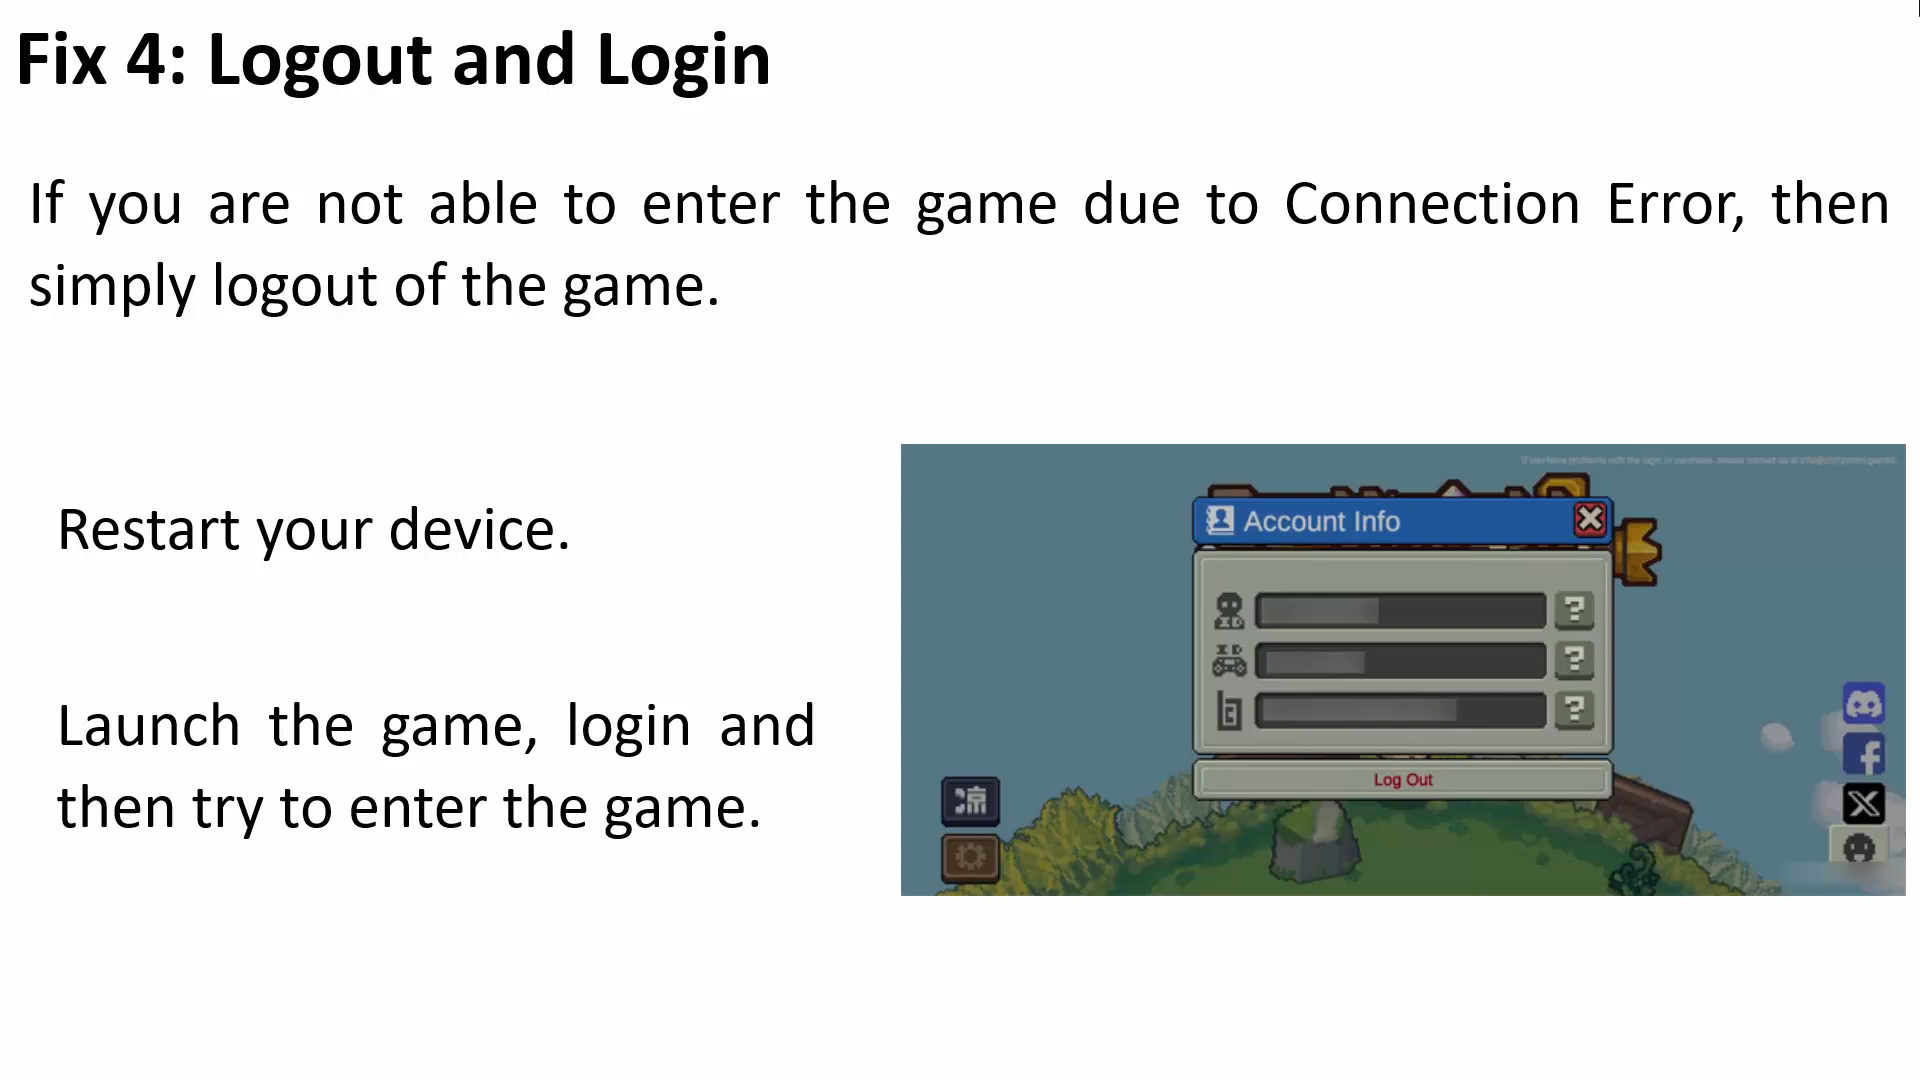 Fix 4: Logout and Login
If you are not able to enter the game due to Connection Error, then
simply logout of the game.
Restart your device.
Launch the game, login and
then try to enter the game.
Account Info
ID
?
ID
?
?
Log Out